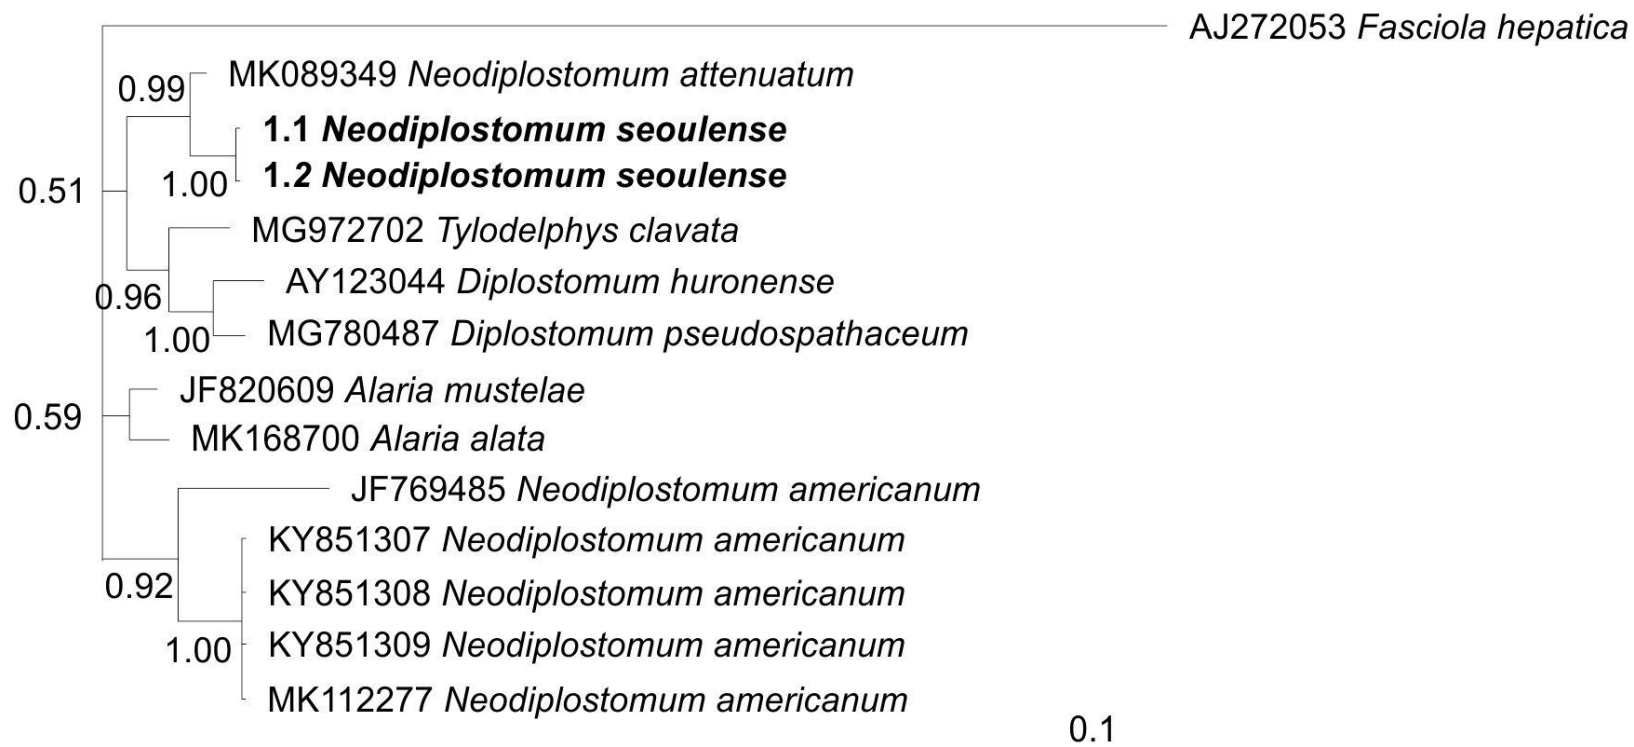 AJ272053 Fasciola hepatica
0.99
MK089349 Neodiplostomum attenuatum
1.1 Neodiplostomum seoulense
1.00
1.2 Neodiplostomum seoulense
0.51
MG972702 Tylodelphys clavata
0.96
AY123044 Diplostomum huronense
1.00
MG780487 Diplostomum pseudospathaceum
JF820609 Alaria mustelae
0.59
MK168700 Alaria alata
JF769485 Neodiplostomum americanum
KY851307 Neodiplostomum americanum
0.92
KY851308 Neodiplostomum americanum
1.00
KY851309 Neodiplostomum americanum
MK112277 Neodiplostomum americanum
0.1